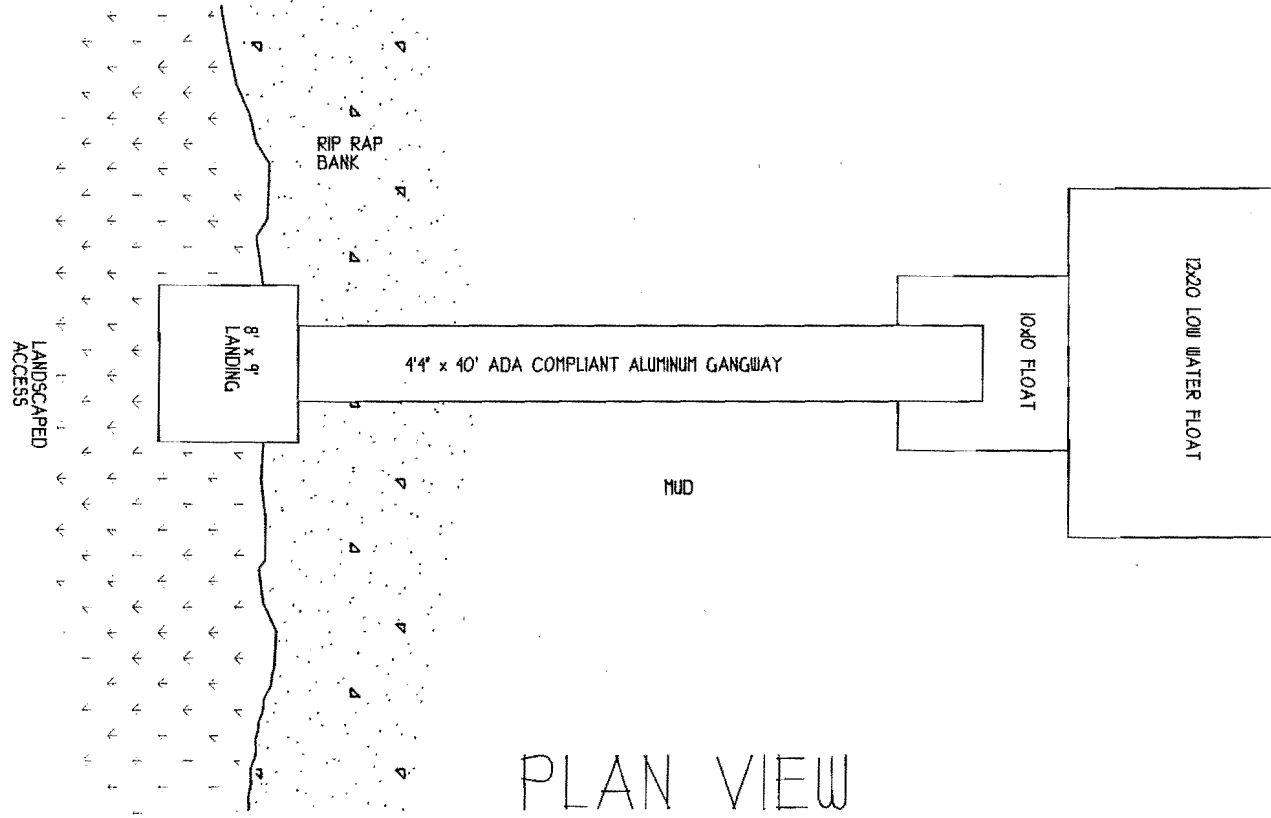 RIP RAP
BANK
8' x 9'
LANDING
LANDSCAPED
ACCESS
4'4" x 40' ADA COMPLIANT ALUMINUM GANGWAY
10x10 FLOAT
12x20 LOW WATER FLOAT
MUD
PLAN VIEW